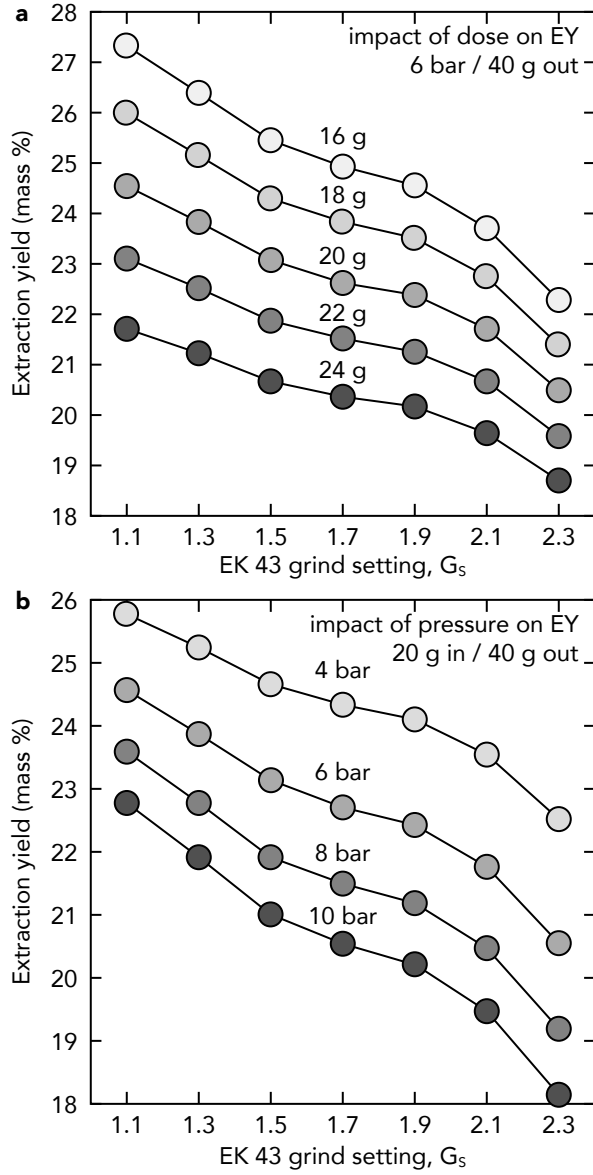 a
impact of dose on EY
6 bar / 40 g out
28
27
26
25
24
23
22
21
20
19
18
Extraction yield (mass %)
16 g
18 g
20 g
22 g
24 g
1.1 1.3 1.5 1.7 1.9 2.1 2.3
EK 43 grind setting, GS
b
impact of pressure on EY
20 g in / 40 g out
26
25
24
23
22
21
20
19
18
Extraction yield (mass %)
4 bar
6 bar
8 bar
10 bar
1.1 1.3 1.5 1.7 1.9 2.1 2.3
EK 43 grind setting, GS